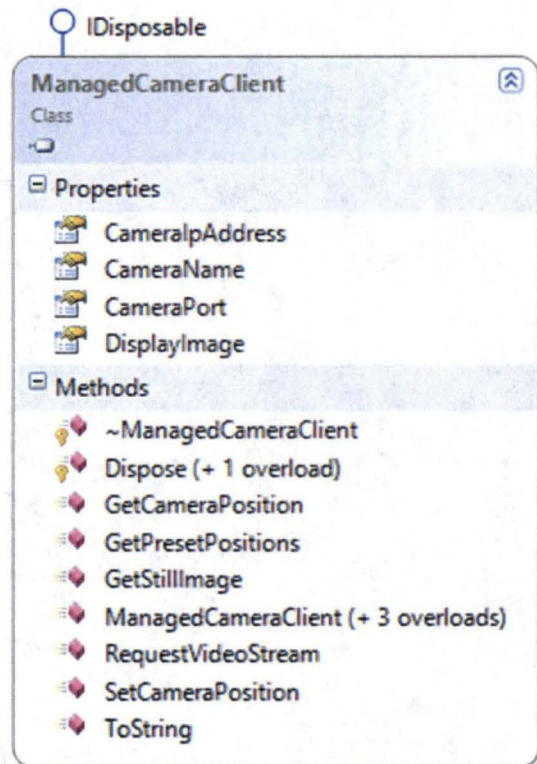 IDisposable
ManagedCameraClient
Class
Properties
CameraIpAddress
CameraName
CameraPort
DisplayImage
Methods
~ManagedCameraClient
Dispose (+ 1 overload)
GetCameraPosition
GetPresetPositions
GetStillImage
ManagedCameraClient (+ 3 overloads)
RequestVideoStream
SetCameraPosition
ToString